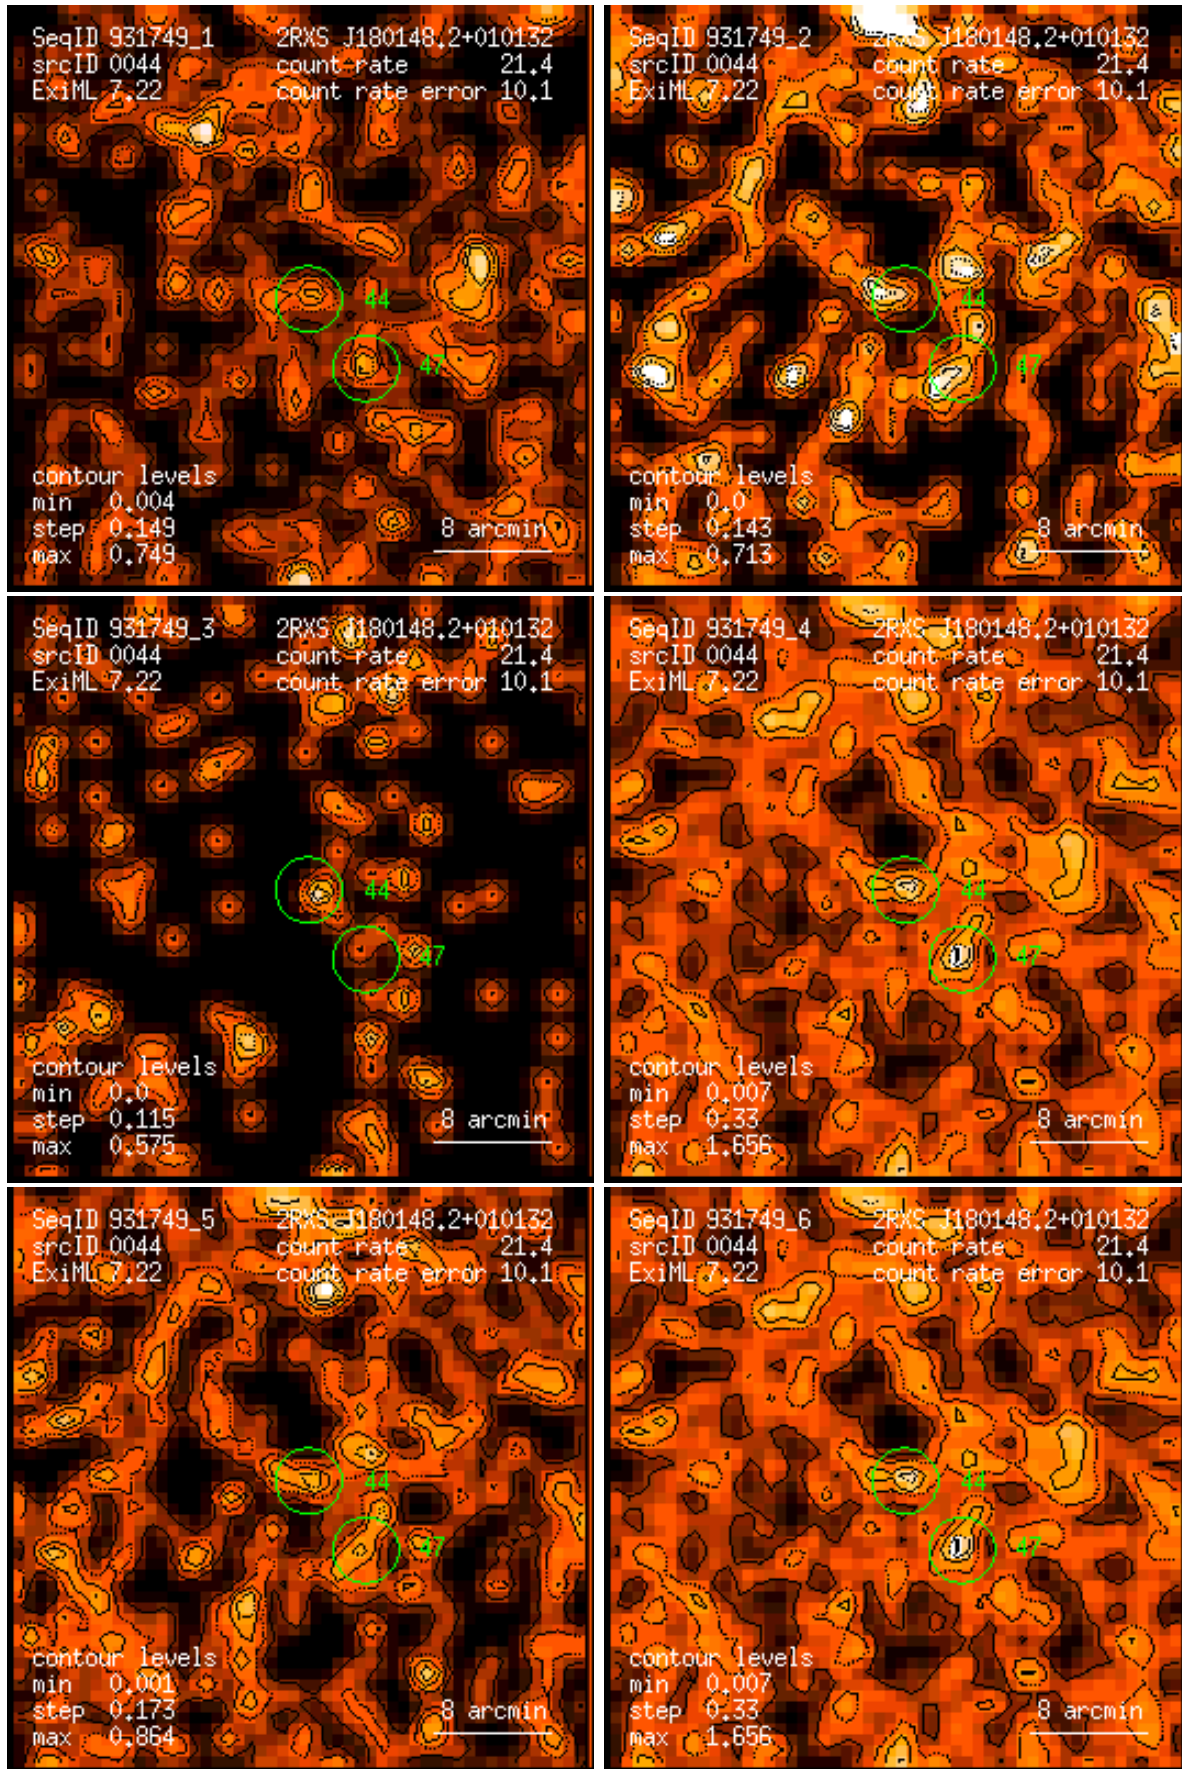 SeqID 931749_1 2RXS J180148.2+010132
srcID 0044 count rate 21.4
ExiML 7.22 count rate error 10.1
44
47
contour levels
min 0.004
step 0.149 8 arcmin
max 0.749
SeqID 931749_2 2RXS J180148.2+010132
srcID 0044 count rate 21.4
ExiML 7.22 count rate error 10.1
44
47
contour levels
min 0.0
step 0.143 8 arcmin
max 0.713
SeqID 931749_3 2RXS J180148.2+010132
srcID 0044 count rate 21.4
ExiML 7.22 count rate error 10.1
44
47
contour levels
min 0.0
step 0.115 8 arcmin
max 0.575
SeqID 931749_4 2RXS J180148.2+010132
srcID 0044 count rate 21.4
ExiML 7.22 count rate error 10.1
44
47
contour levels
min 0.007
step 0.33 8 arcmin
max 1.656
SeqID 931749_5 2RXS J180148.2+010132
srcID 0044 count rate 21.4
ExiML 7.22 count rate error 10.1
44
47
contour levels
min 0.001
step 0.173 8 arcmin
max 0.864
SeqID 931749_6 2RXS J180148.2+010132
srcID 0044 count rate 21.4
ExiML 7.22 count rate error 10.1
44
47
contour levels
min 0.007
step 0.33 8 arcmin
max 1.656